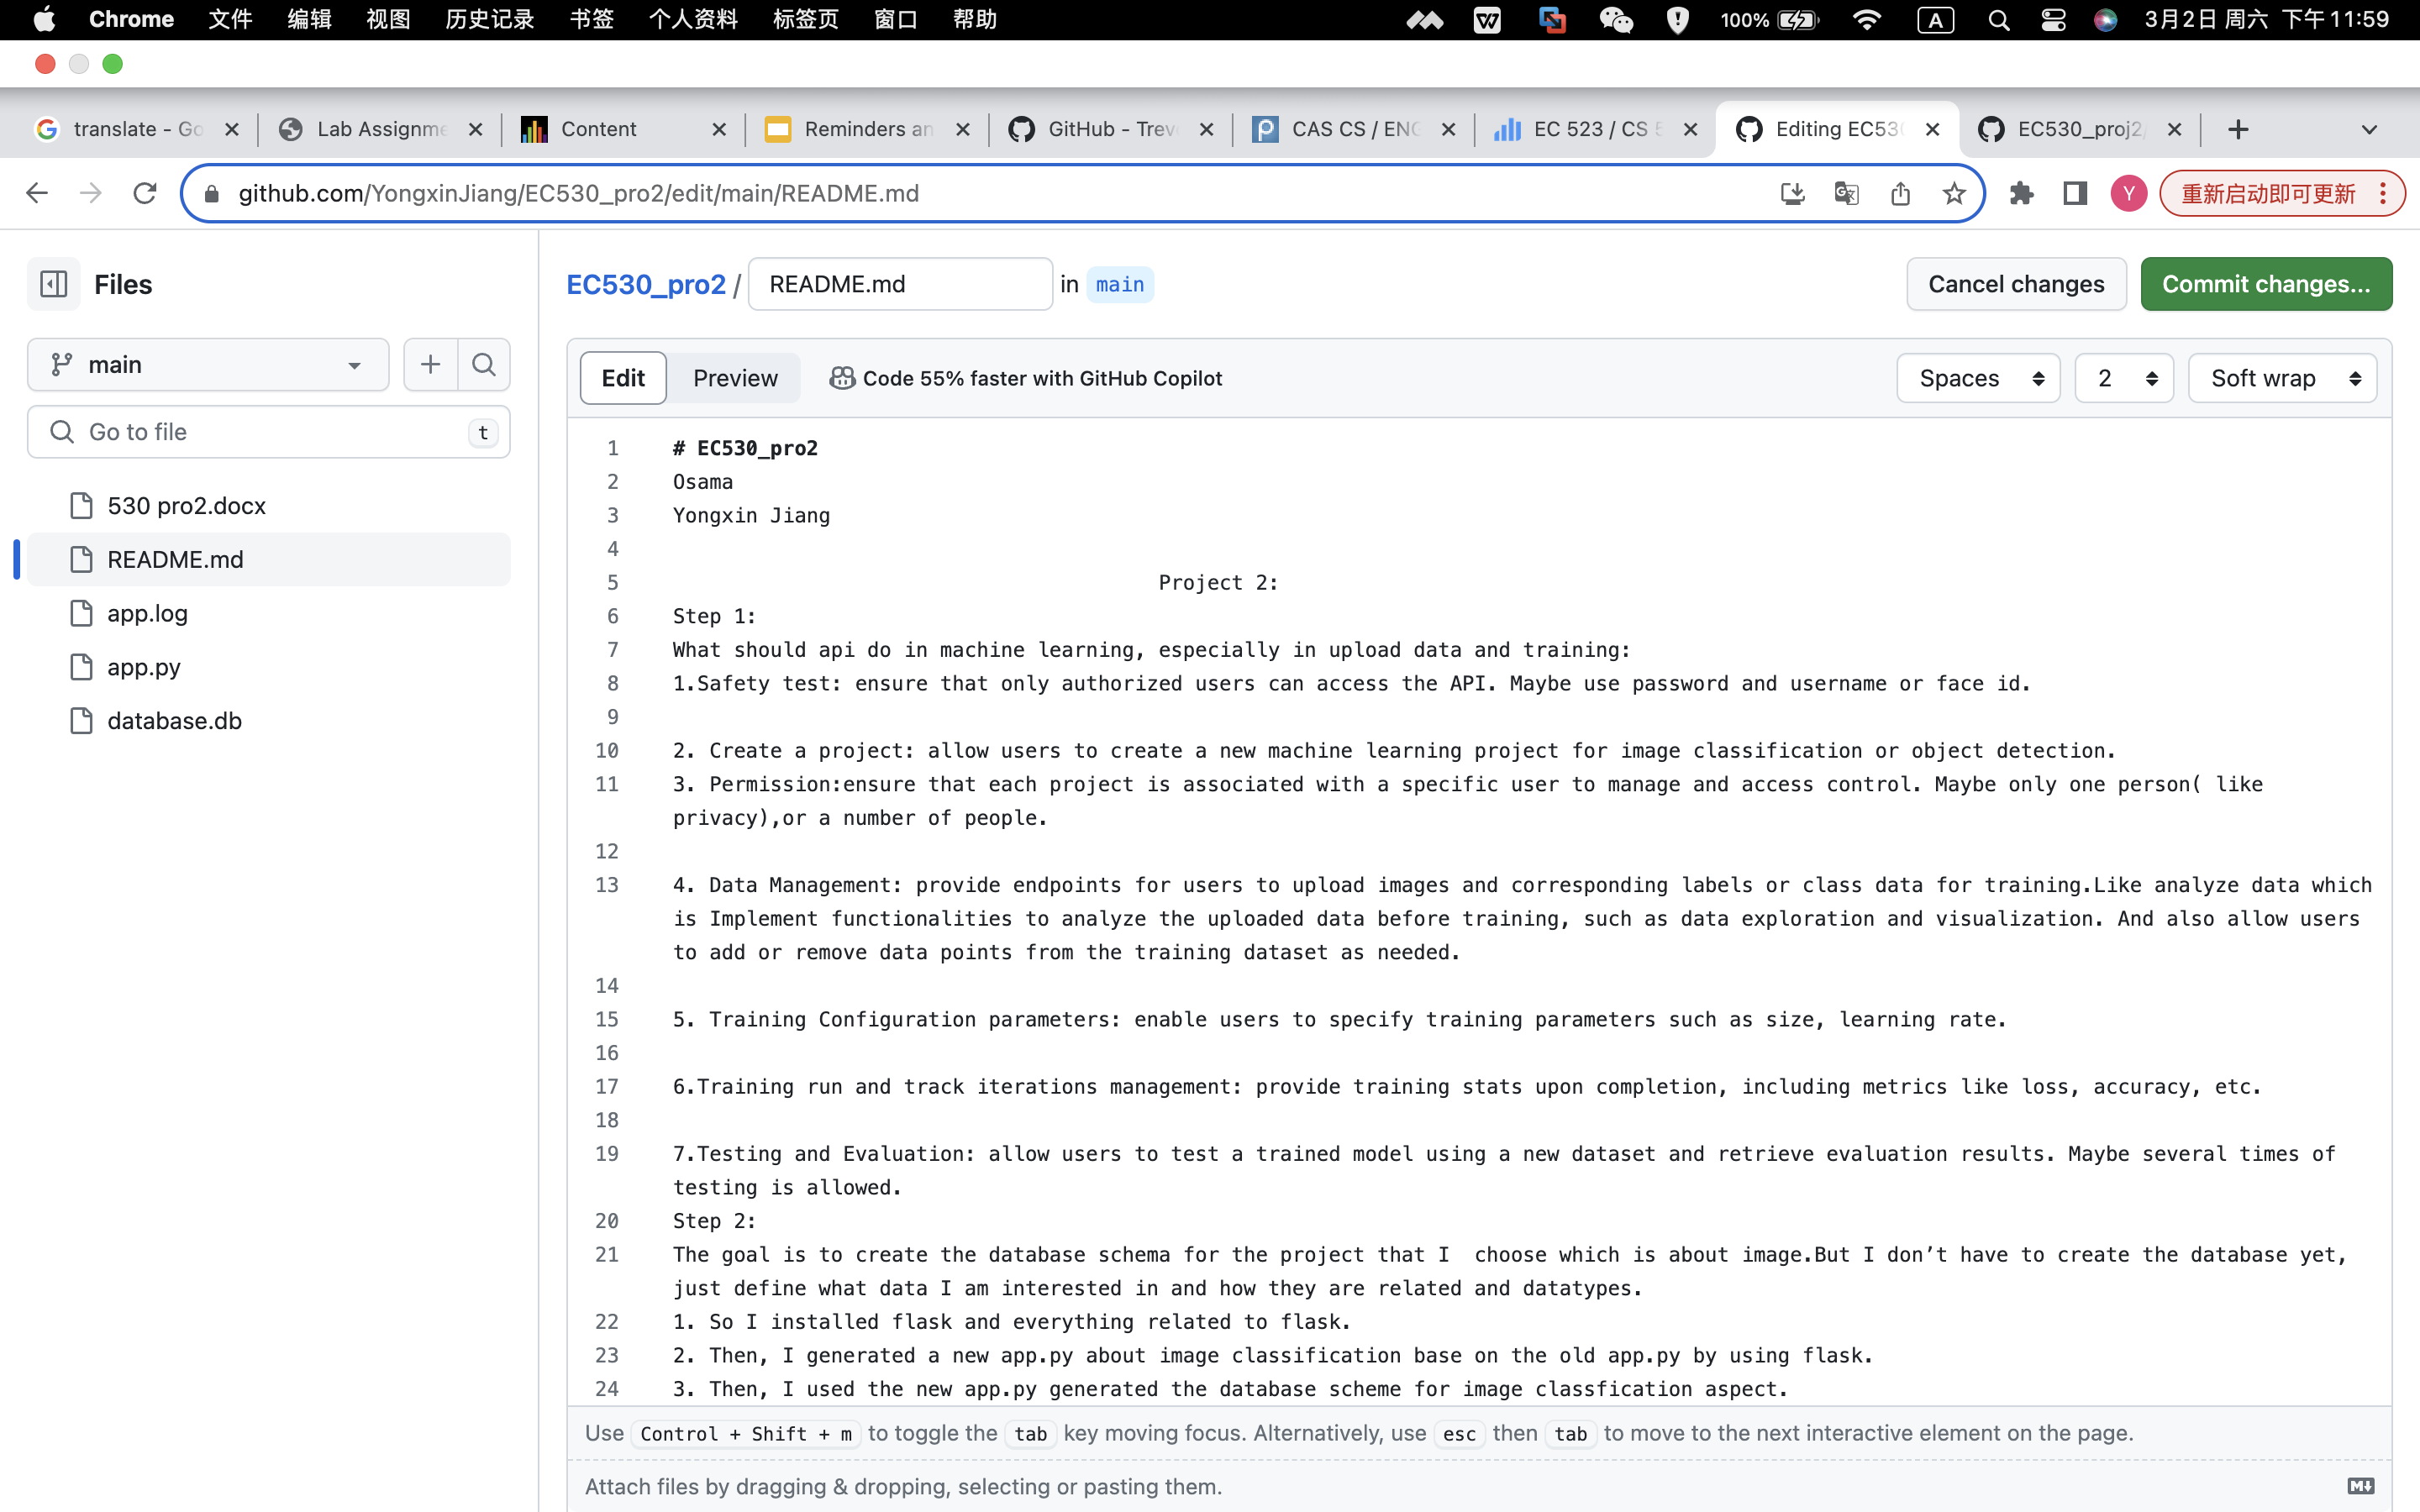 Chrome 文件 编辑 视图 历史记录 书签 个人资料 标签页 窗口 帮助 100% A 3月2日 周六 下午11:59
translate - Go Lab Assignme Content Reminders an GitHub - Trev CAS CS / ENG EC 523 / CS 5 Editing EC530 EC530_proj2/
github.com/YongxinJiang/EC530_pro2/edit/main/README.md Y 重新启动即可更新
Files
EC530_pro2 / README.md in main Cancel changes Commit changes...
main
Edit Preview Code 55% faster with GitHub Copilot Spaces 2 Soft wrap
Go to file t
530 pro2.docx
README.md
app.log
app.py
database.db
1 # EC530_pro2
2 Osama
3 Yongxin Jiang
4
5 Project 2:
6 Step 1:
7 What should api do in machine learning, especially in upload data and training:
8 1.Safety test: ensure that only authorized users can access the API. Maybe use password and username or face id.
9
10 2. Create a project: allow users to create a new machine learning project for image classification or object detection.
11 3. Permission:ensure that each project is associated with a specific user to manage and access control. Maybe only one person( like
privacy),or a number of people.
12
13 4. Data Management: provide endpoints for users to upload images and corresponding labels or class data for training.Like analyze data which
is Implement functionalities to analyze the uploaded data before training, such as data exploration and visualization. And also allow users
to add or remove data points from the training dataset as needed.
14
15 5. Training Configuration parameters: enable users to specify training parameters such as size, learning rate.
16
17 6.Training run and track iterations management: provide training stats upon completion, including metrics like loss, accuracy, etc.
18
19 7.Testing and Evaluation: allow users to test a trained model using a new dataset and retrieve evaluation results. Maybe several times of
testing is allowed.
20 Step 2:
21 The goal is to create the database schema for the project that I  choose which is about image.But I don’t have to create the database yet,
just define what data I am interested in and how they are related and datatypes.
22 1. So I installed flask and everything related to flask.
23 2. Then, I generated a new app.py about image classification base on the old app.py by using flask.
24 3. Then, I used the new app.py generated the database scheme for image classfication aspect.
Use Control + Shift + m to toggle the tab key moving focus. Alternatively, use esc then tab to move to the next interactive element on the page.
Attach files by dragging & dropping, selecting or pasting them.